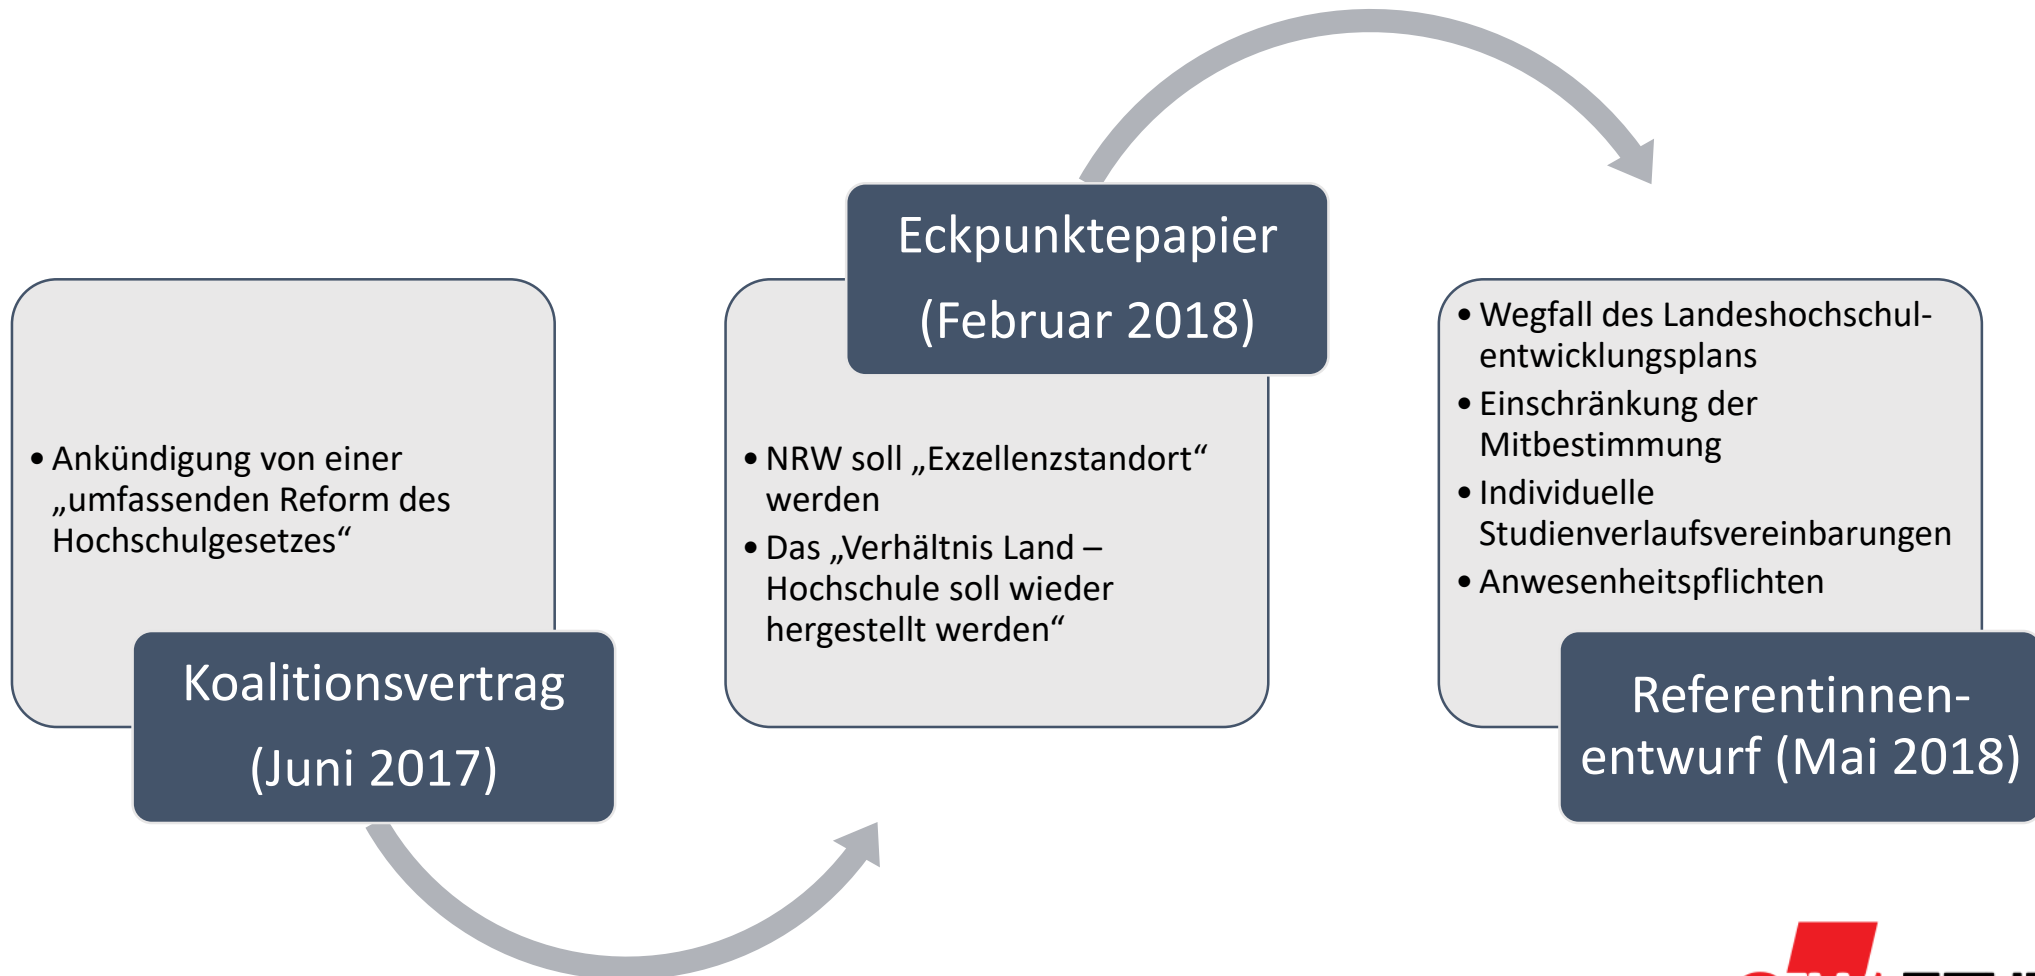 • Ankündigung von einer
„umfassenden Reform des
Hochschulgesetzes“
Koalitionsvertrag
(Juni 2017)
Eckpunktepapier
(Februar 2018)
• NRW soll „Exzellenzstandort“
werden
• Das „Verhältnis Land –
Hochschule soll wieder
hergestellt werden“
• Wegfall des Landeshochschul-
entwicklungsplans
• Einschränkung der
Mitbestimmung
• Individuelle
Studienverlaufsvereinbarungen
• Anwesenheitspflichten
Referentinnen-
entwurf (Mai 2018)